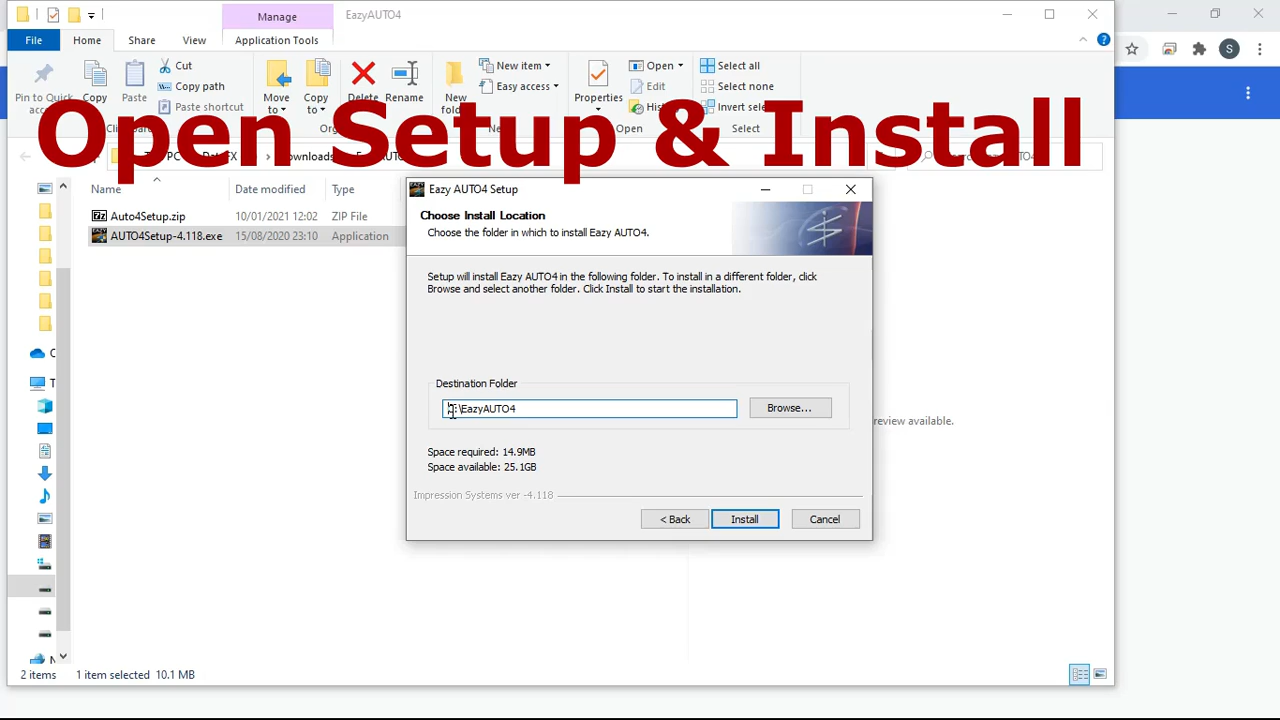 Manage
EazyAUTO4
File
Home
Share
View
Application Tools
Pin to Quick
Copy
Paste
Cut
Copy path
Paste shortcut
Move to
Copy to
Delete
Rename
New
New item
Easy access
Properties
Open
Edit
Select all
Select none
Invert
Open
Select
Open Setup & Install
Name
Date modified
Type
Auto4Setup.zip
10/01/2021 12:02
ZIP File
AUTO4Setup-4.118.exe
15/08/2020 23:10
Application
Eazy AUTO4 Setup
Choose Install Location
Choose the folder in which to install Eazy AUTO4.
Setup will install Eazy AUTO4 in the following folder. To install in a different folder, click
Browse and select another folder. Click Install to start the installation.
Destination Folder
:\EazyAUTO4
Browse...
Space required: 14.9MB
Space available: 25.1GB
Impression Systems ver -4.118
< Back
Install
Cancel
review available.
2 items
1 item selected
10.1 MB
S